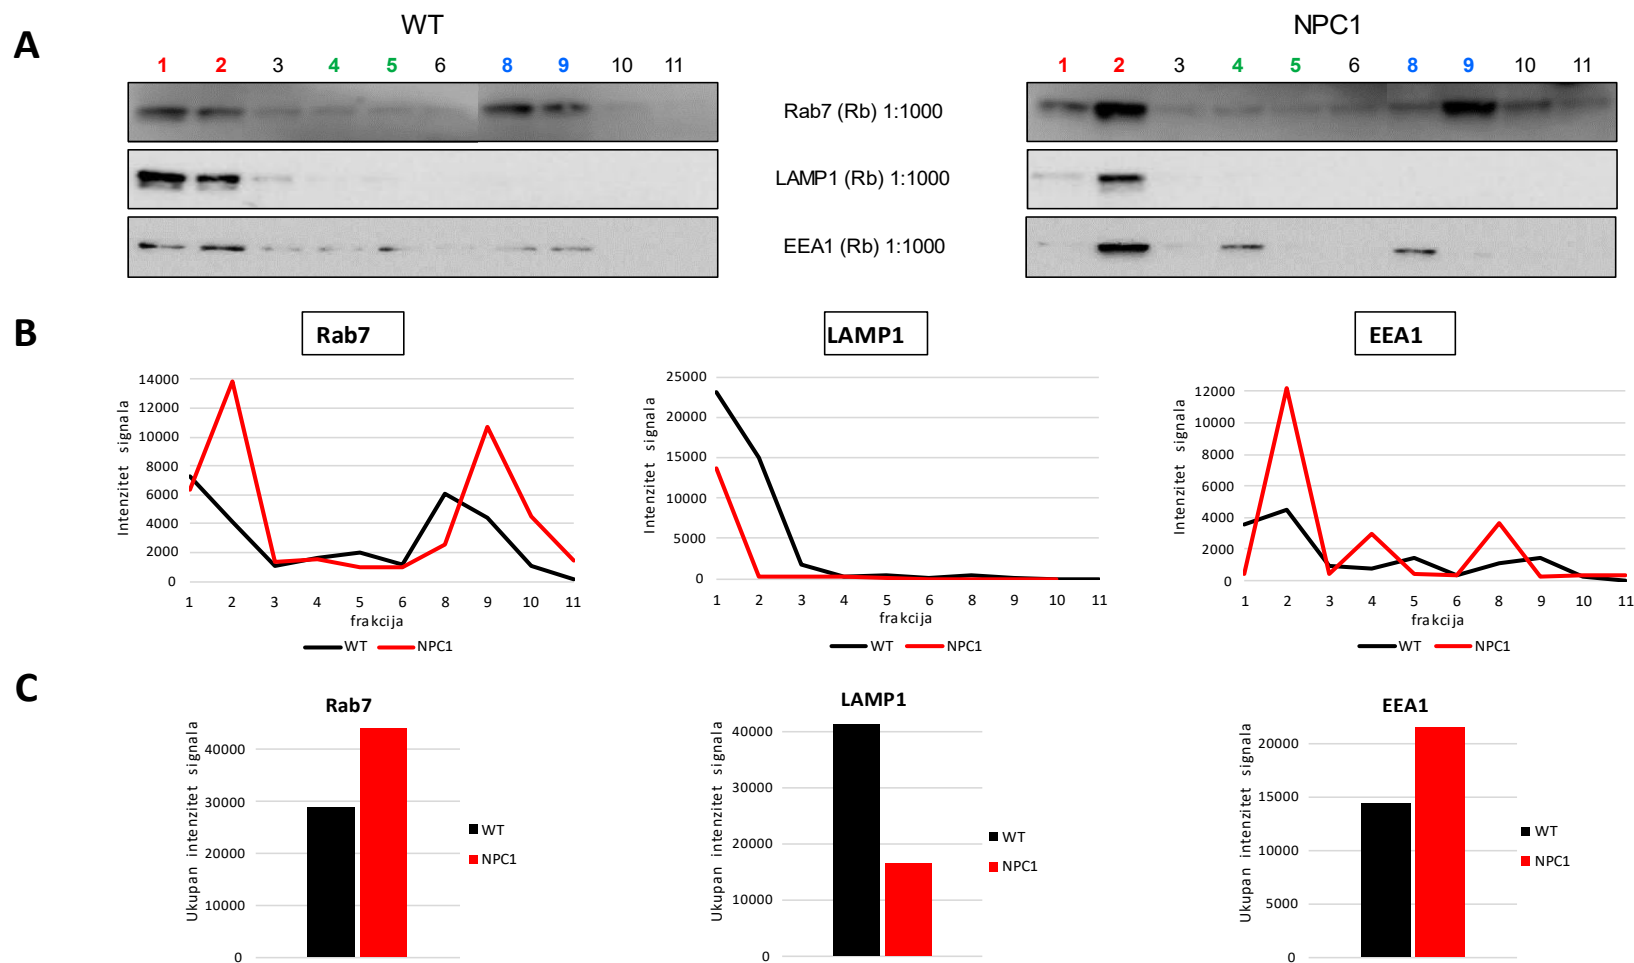 A
WT
NPC1
1 2 3 4 5 6 8 9 10 11
1 2 3 4 5 6 8 9 10 11
Rab7 (Rb) 1:1000
LAMP1 (Rb) 1:1000
EEA1 (Rb) 1:1000
B
Rab7
Intenzitet signala
14000
12000
10000
8000
6000
4000
2000
0
1 2 3 4 5 6 8 9 10 11
frakcija
WT NPC1
LAMP1
Intenzitet signala
25000
20000
15000
10000
5000
0
1 2 3 4 5 6 8 9 10 11
frakcija
WT NPC1
EEA1
Intenzitet signala
12000
10000
8000
6000
4000
2000
0
1 2 3 4 5 6 8 9 10 11
frakcija
WT NPC1
C
Rab7
Ukupan intenzitet signala
40000
30000
20000
10000
0
WT
NPC1
LAMP1
Ukupan intenzitet signala
40000
30000
20000
10000
0
WT
NPC1
EEA1
Ukupan intenzitet signala
20000
15000
10000
5000
0
WT
NPC1